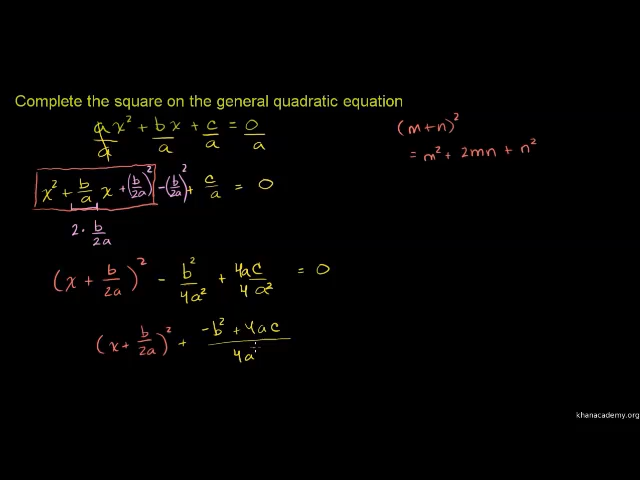 Complete the square on the general quadratic equation
ax²/a + bx/a + c/a = 0/a
(m+n)²
= m² + 2mn + n²
x² + b/a x + (b/2a)² - (b/2a)² + c/a = 0
2 · b/2a
(x + b/2a)² - b²/4a² + 4ac/4a² = 0
(x + b/2a)² + -b² + 4ac/4a
khanacademy.org